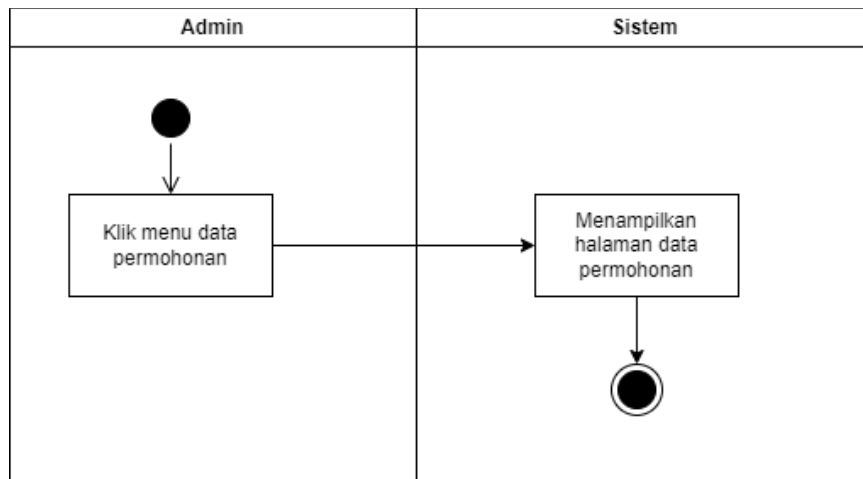 Admin
Sistem
Klik menu data
permohonan
Menampilkan
halaman data
permohonan